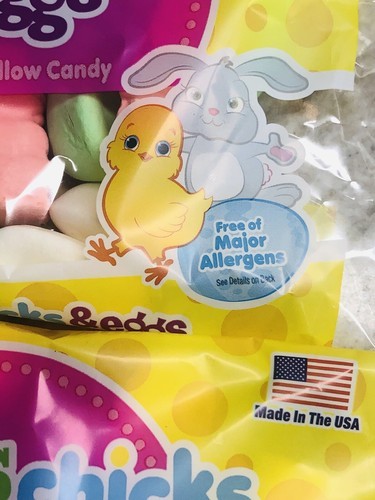 llow Candy
Free of
Major
Allergens
See Details on Back
ks & eggs
Made In The USA
chicks